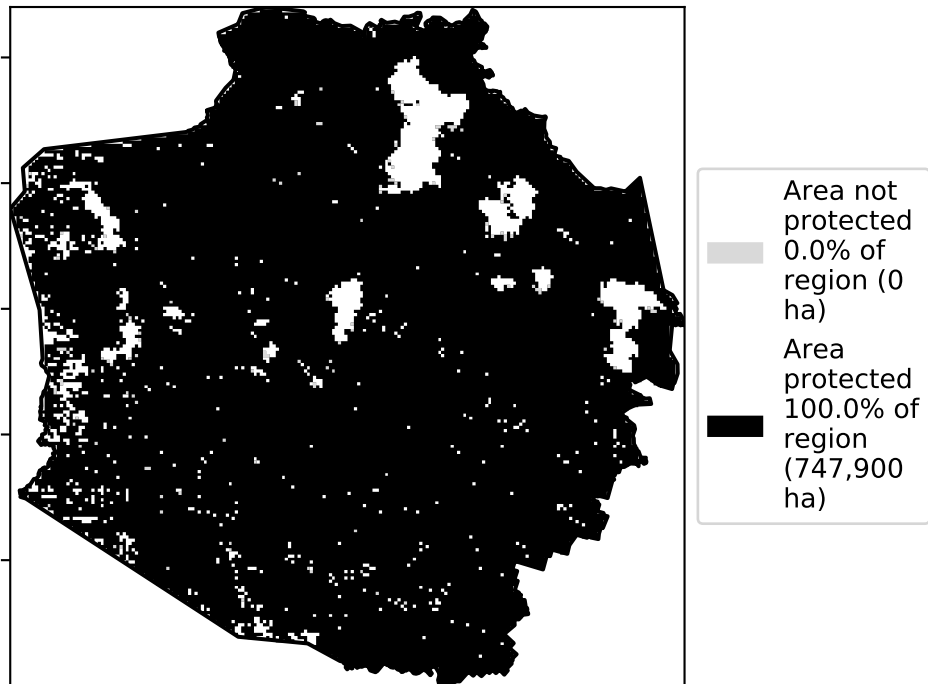 Area not
protected
0.0% of
region (0
ha)
Area
protected
100.0% of
region
(747,900
ha)